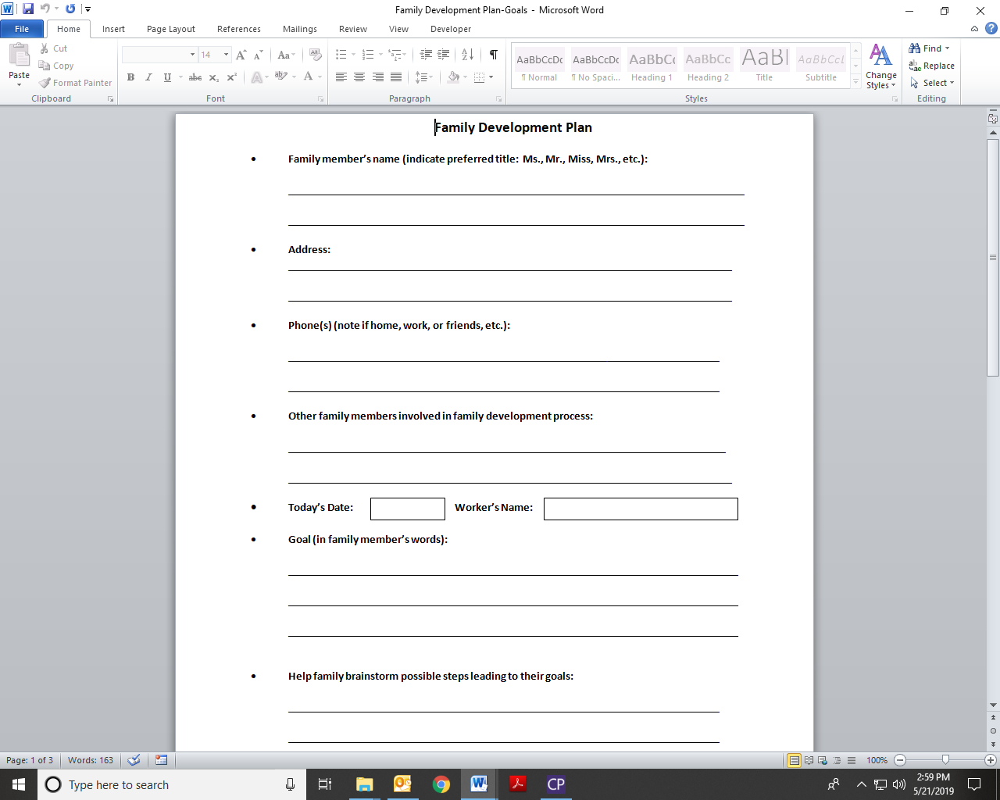 Family Development Plan-Goals - Microsoft Word
File Home Insert Page Layout References Mailings Review View Developer
Paste
Cut
Copy
Format Painter
Clipboard
14
Font
Paragraph
AaBbCcDc AaBbCcDc AaBbCc AaBbCc AaBl AaBbCcL
¶ Normal ¶ No Spaci... Heading 1 Heading 2 Title Subtitle
Styles
Change Styles
Find
Replace
Select
Editing
Family Development Plan
• Family member's name (indicate preferred title: Ms., Mr., Miss, Mrs., etc.):
• Address:
• Phone(s) (note if home, work, or friends, etc.):
• Other family members involved in family development process:
• Today's Date: Worker's Name:
• Goal (in family member's words):
• Help family brainstorm possible steps leading to their goals:
Page: 1 of 3 Words: 163 100%
Type here to search
CP
2:59 PM
5/21/2019